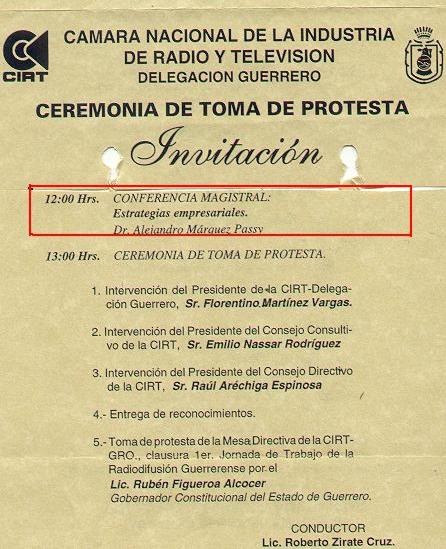 CIRT
CAMARA NACIONAL DE LA INDUSTRIA
DE RADIO Y TELEVISION
DELEGACION GUERRERO
CEREMONIA DE TOMA DE PROTESTA
Invitación
12:00 Hrs. CONFERENCIA MAGISTRAL:
Estrategias empresariales.
Dr. Alejandro Márquez Passy
13:00 Hrs. CEREMONIA DE TOMA DE PROTESTA.
1. Intervención del Presidente de la CIRT-Delega-
ción Guerrero, Sr. Florentino Martínez Vargas.
2. Intervención del Presidente del Consejo Consulti-
vo de la CIRT, Sr. Emilio Nassar Rodríguez
3. Intervención del Presidente del Consejo Directivo
de la CIRT, Sr. Raúl Aréchiga Espinosa
4.- Entrega de reconocimientos.
5.- Toma de protesta de la Mesa Directiva de la CIRT-
GRO., clausura 1er. Jornada de Trabajo de la
Radiodifusión Guerrerense por el
Lic. Rubén Figueroa Alcocer
Gobernador Constitucional del Estado de Guerrero.
CONDUCTOR
Lic. Roberto Zirate Cruz.